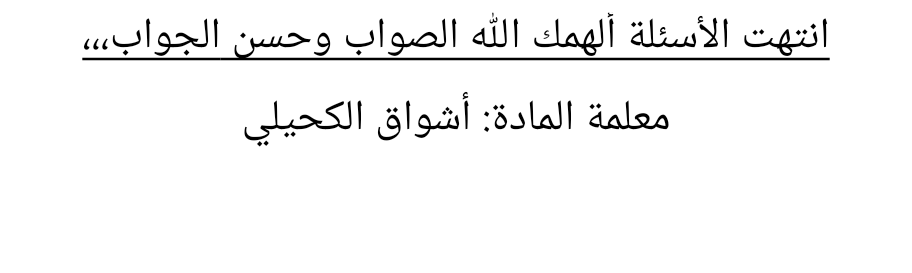 انتهت الأسئلة ألهمك الله الصواب وحسن الجواب،،،
معلمة المادة: أشواق الكحيلي